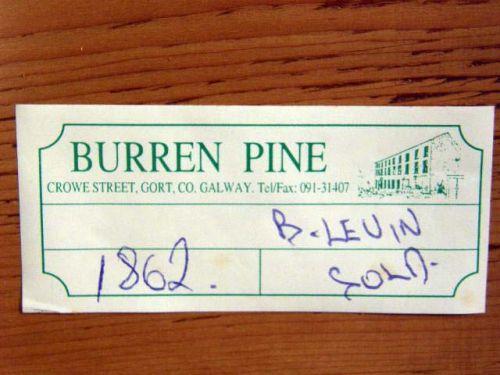 BURREN PINE
CROWE STREET, GORT, CO. GALWAY. Tel/Fax: 091-31407
B. LEVIN
1862. SOLD.